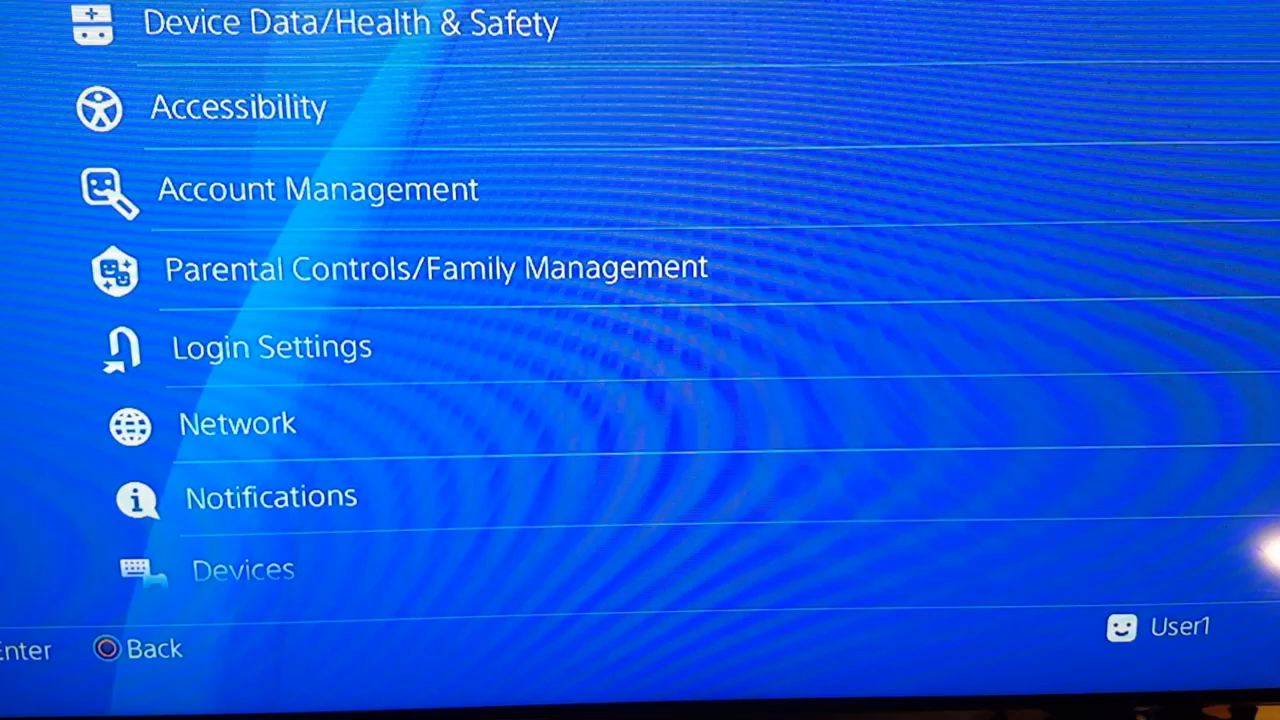 Device Data/Health & Safety
Accessibility
Account Management
Parental Controls/Family Management
Login Settings
Network
Notifications
Devices
Enter
Back
User1